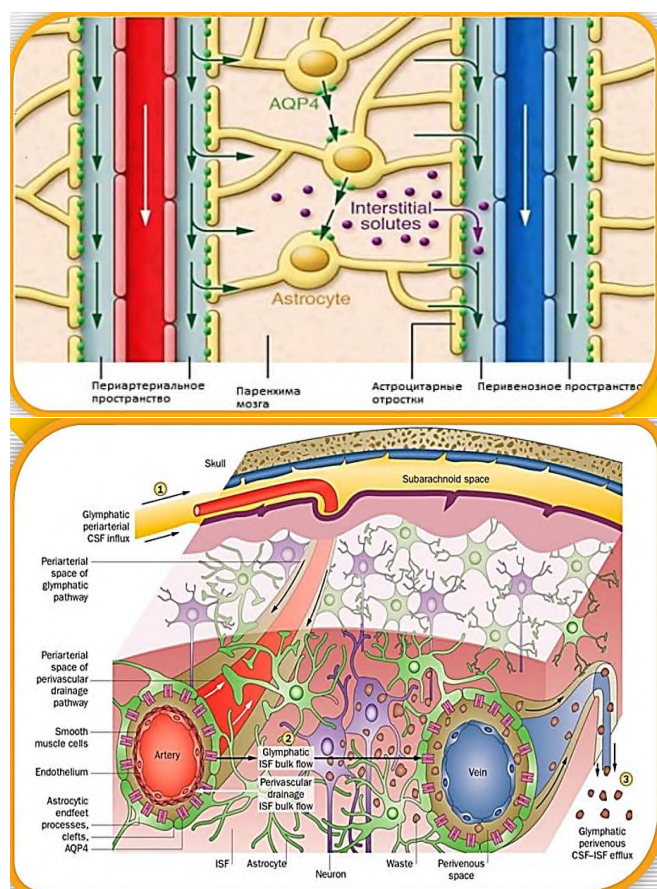 AQP4
Interstitial
solutes
Astrocyte
Периартериальное
пространство
Паренхима
мозга
Астроцитарные
отростки
Перивенозное пространство
Skull
Subarachnoid space
1
Glymphatic
periarterial
CSF influx
Periarterial
space of
glymphatic
pathway
Periarterial
space of
perivascular
drainage
pathway
Smooth
muscle cells
Endothelium
Astrocytic
endfeet
processes,
clefts,
AQP4
Artery
2
Glymphatic
ISF bulk flow
Perivascular
drainage
ISF bulk flow
Vein
3
Glymphatic
perivenous
CSF–ISF efflux
ISF
Astrocyte
Neuron
Waste
Perivenous
space